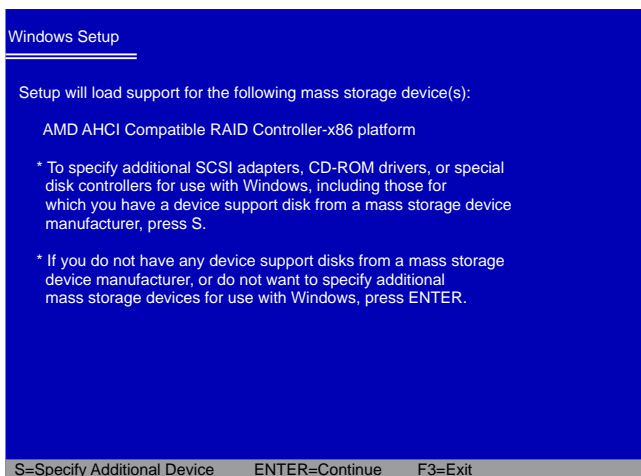 Windows Setup
Setup will load support for the following mass storage device(s):
AMD AHCI Compatible RAID Controller-x86 platform
* To specify additional SCSI adapters, CD-ROM drivers, or special
disk controllers for use with Windows, including those for
which you have a device support disk from a mass storage device
manufacturer, press S.
* If you do not have any device support disks from a mass storage
device manufacturer, or do not want to specify additional
mass storage devices for use with Windows, press ENTER.
S=Specify Additional Device ENTER=Continue F3=Exit